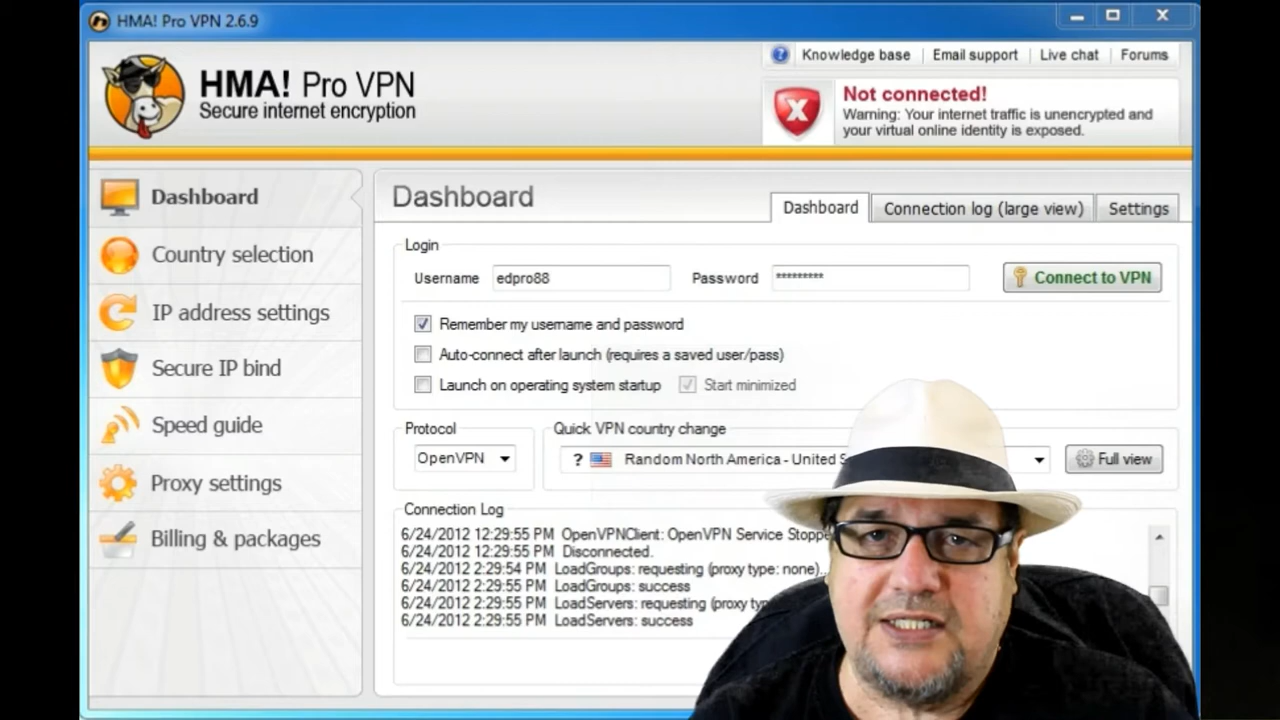 HMA! Pro VPN 2.6.9
HMA! Pro VPN
Secure internet encryption
? Knowledge base Email support Live chat Forums
Not connected!
Warning: Your internet traffic is unencrypted and
your virtual online identity is exposed.
Dashboard
Country selection
IP address settings
Secure IP bind
Speed guide
Proxy settings
Billing & packages
Dashboard
Dashboard Connection log (large view) Settings
Login
Username edpro88 Password ********* Connect to VPN
Remember my username and password
Auto-connect after launch (requires a saved user/pass)
Launch on operating system startup Start minimized
Protocol
OpenVPN
Quick VPN country change
? Random North America - United S
Full view
Connection Log
6/24/2012 12:29:55 PM OpenVPNClient: OpenVPN Service Stoppe
6/24/2012 12:29:55 PM Disconnected.
6/24/2012 2:29:54 PM LoadGroups: requesting (proxy type: none)...
6/24/2012 2:29:55 PM LoadGroups: success
6/24/2012 2:29:55 PM LoadServers: requesting (proxy typ
6/24/2012 2:29:55 PM LoadServers: success